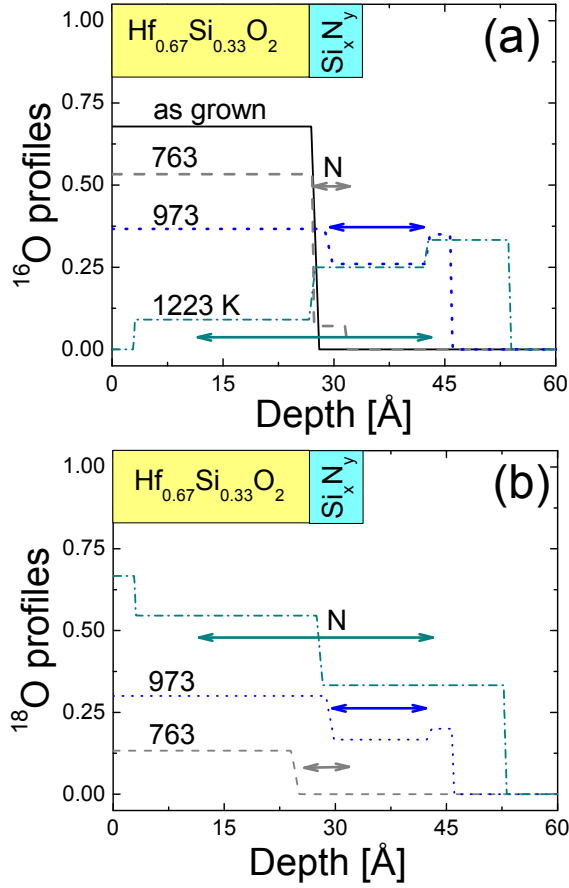 Hf0.67Si0.33O2
SixNy
(a)
1.00
0.75
0.50
0.25
0.00
16O profiles
as grown
763
N
973
1223 K
0
15
30
45
60
Depth [Å]
Hf0.67Si0.33O2
SixNy
(b)
1.00
0.75
0.50
0.25
0.00
18O profiles
N
973
763
0
15
30
45
60
Depth [Å]